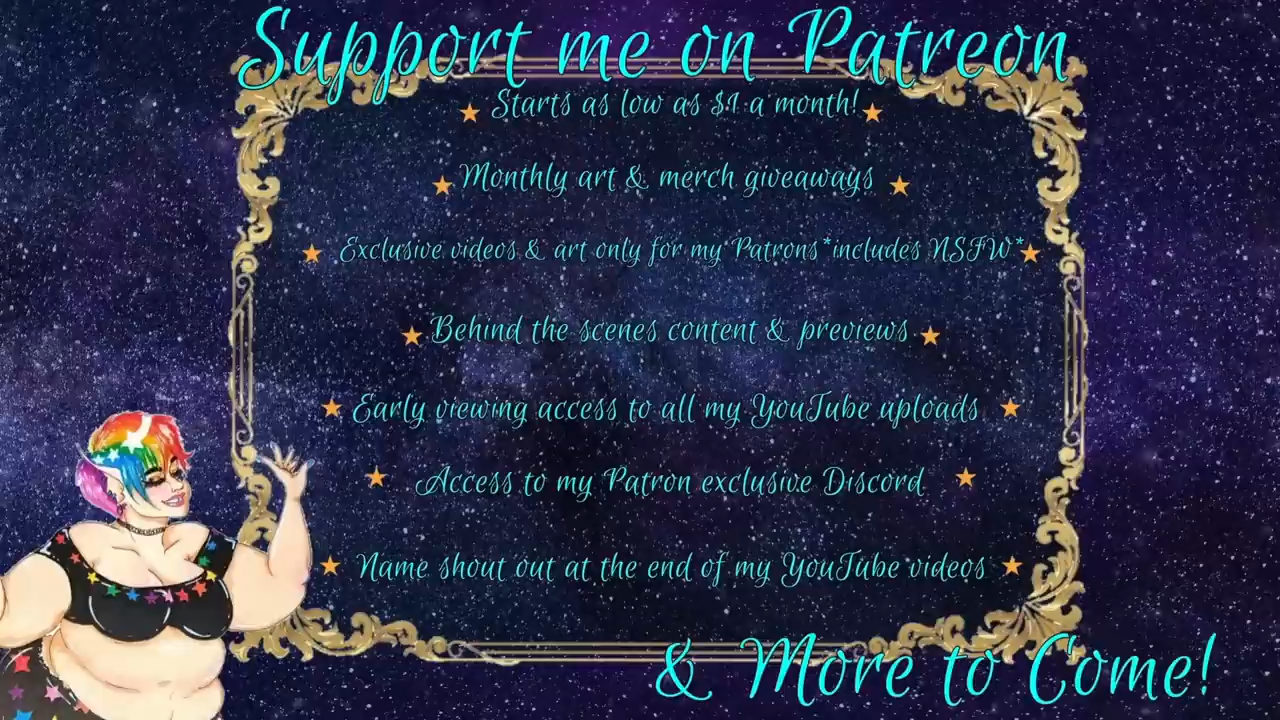 Support me on Patreon
Starts as low as $1 a month!
Monthly art & merch giveaways
Exclusive videos & art only for my Patrons *includes NSFW*
Behind the scenes content & previews
Early viewing access to all my YouTube uploads
Access to my Patron exclusive Discord
Name shout out at the end of my YouTube videos
& More to Come!